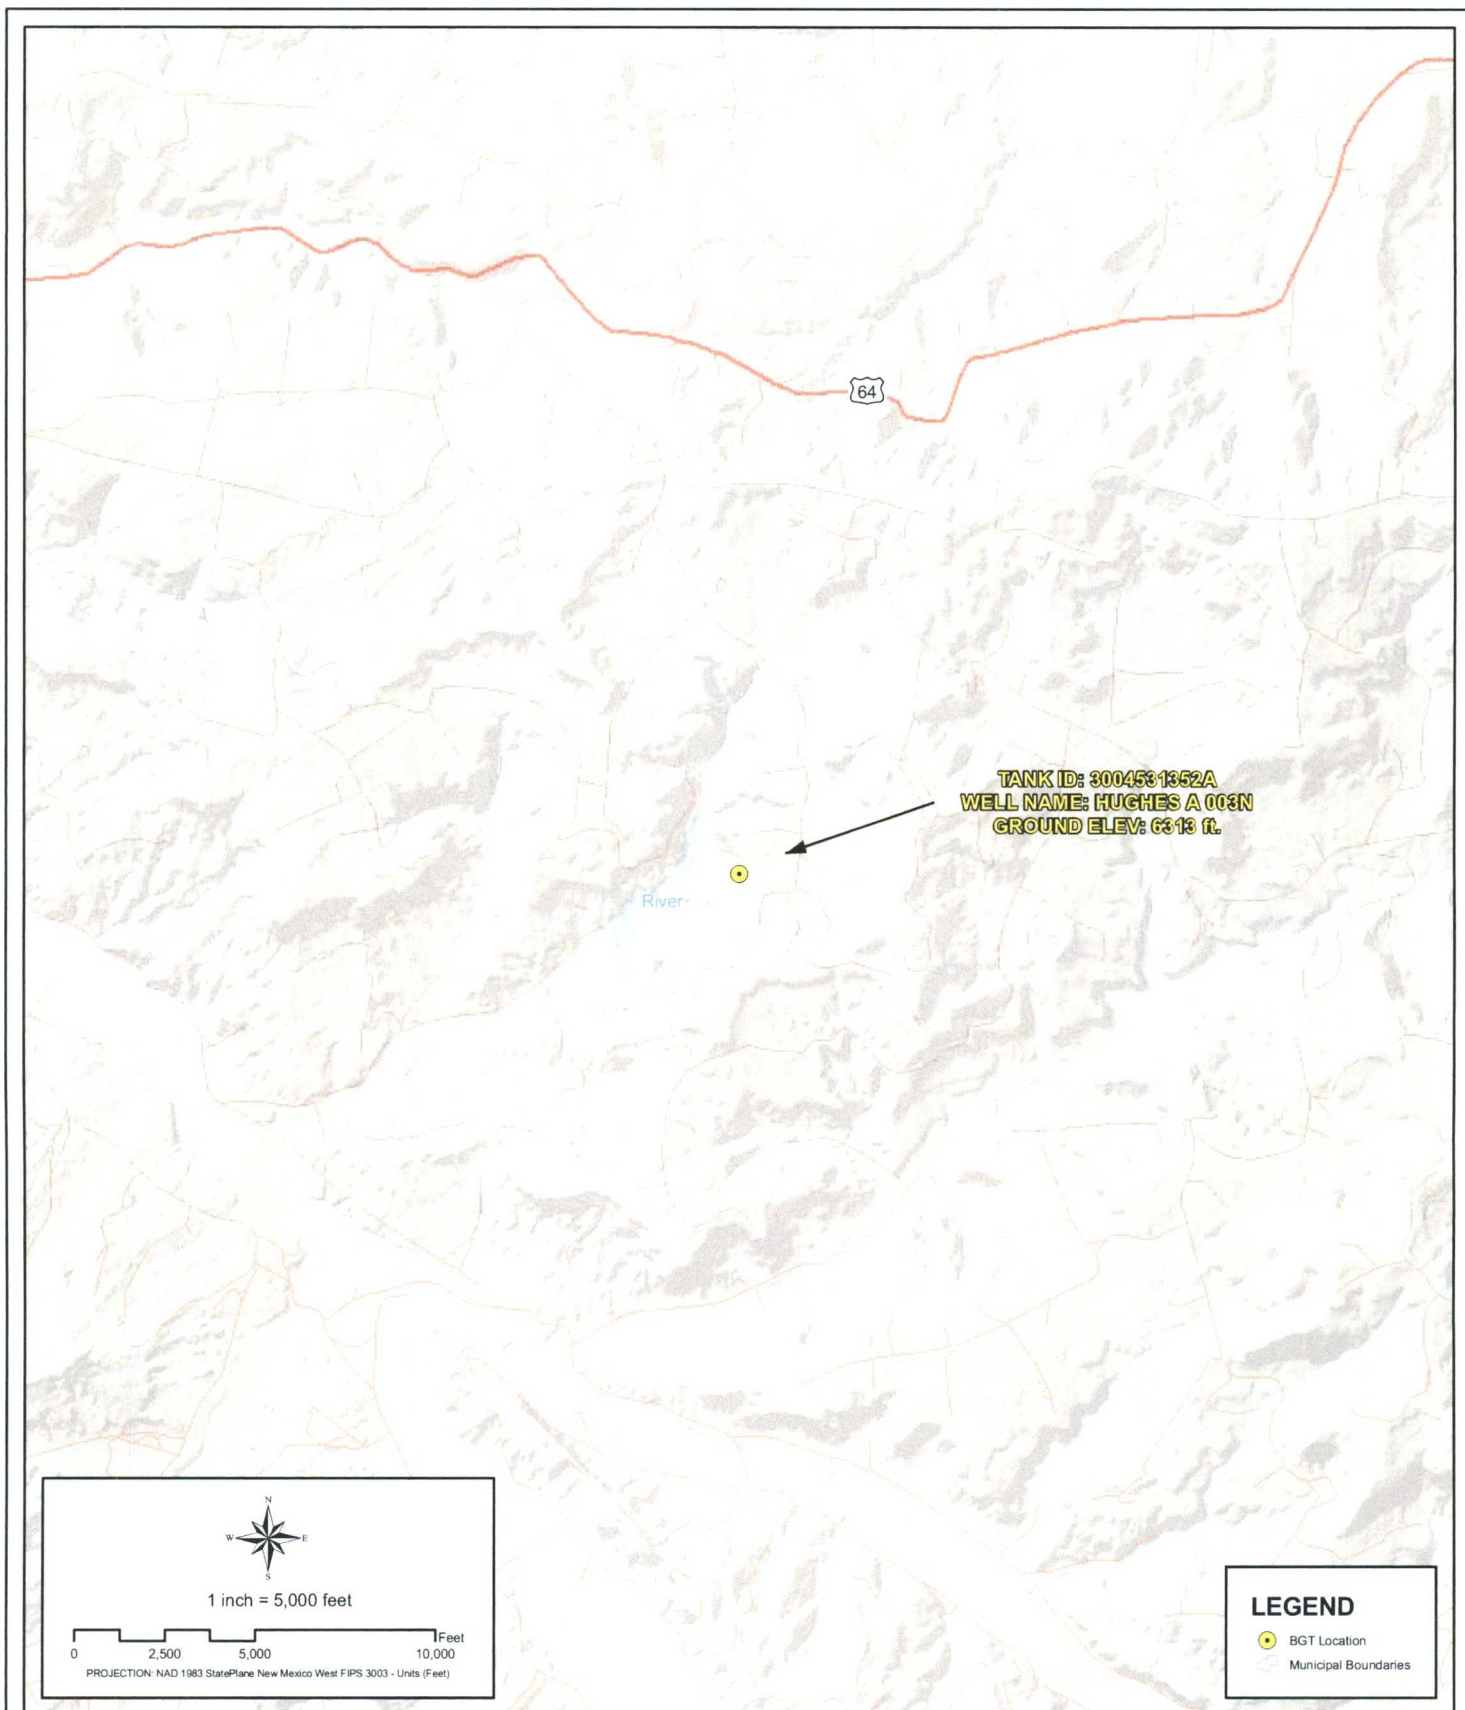 64
TANK ID: 3004531352A
WELL NAME: HUGHES A 003N
GROUND ELEV: 6313 ft.
River
N
W E
S
1 inch = 5,000 feet
Feet
0 2,500 5,000 10,000
PROJECTION: NAD 1983 StatePlane New Mexico West FIPS 3003 - Units (Feet)
LEGEND
BGT Location
Municipal Boundaries